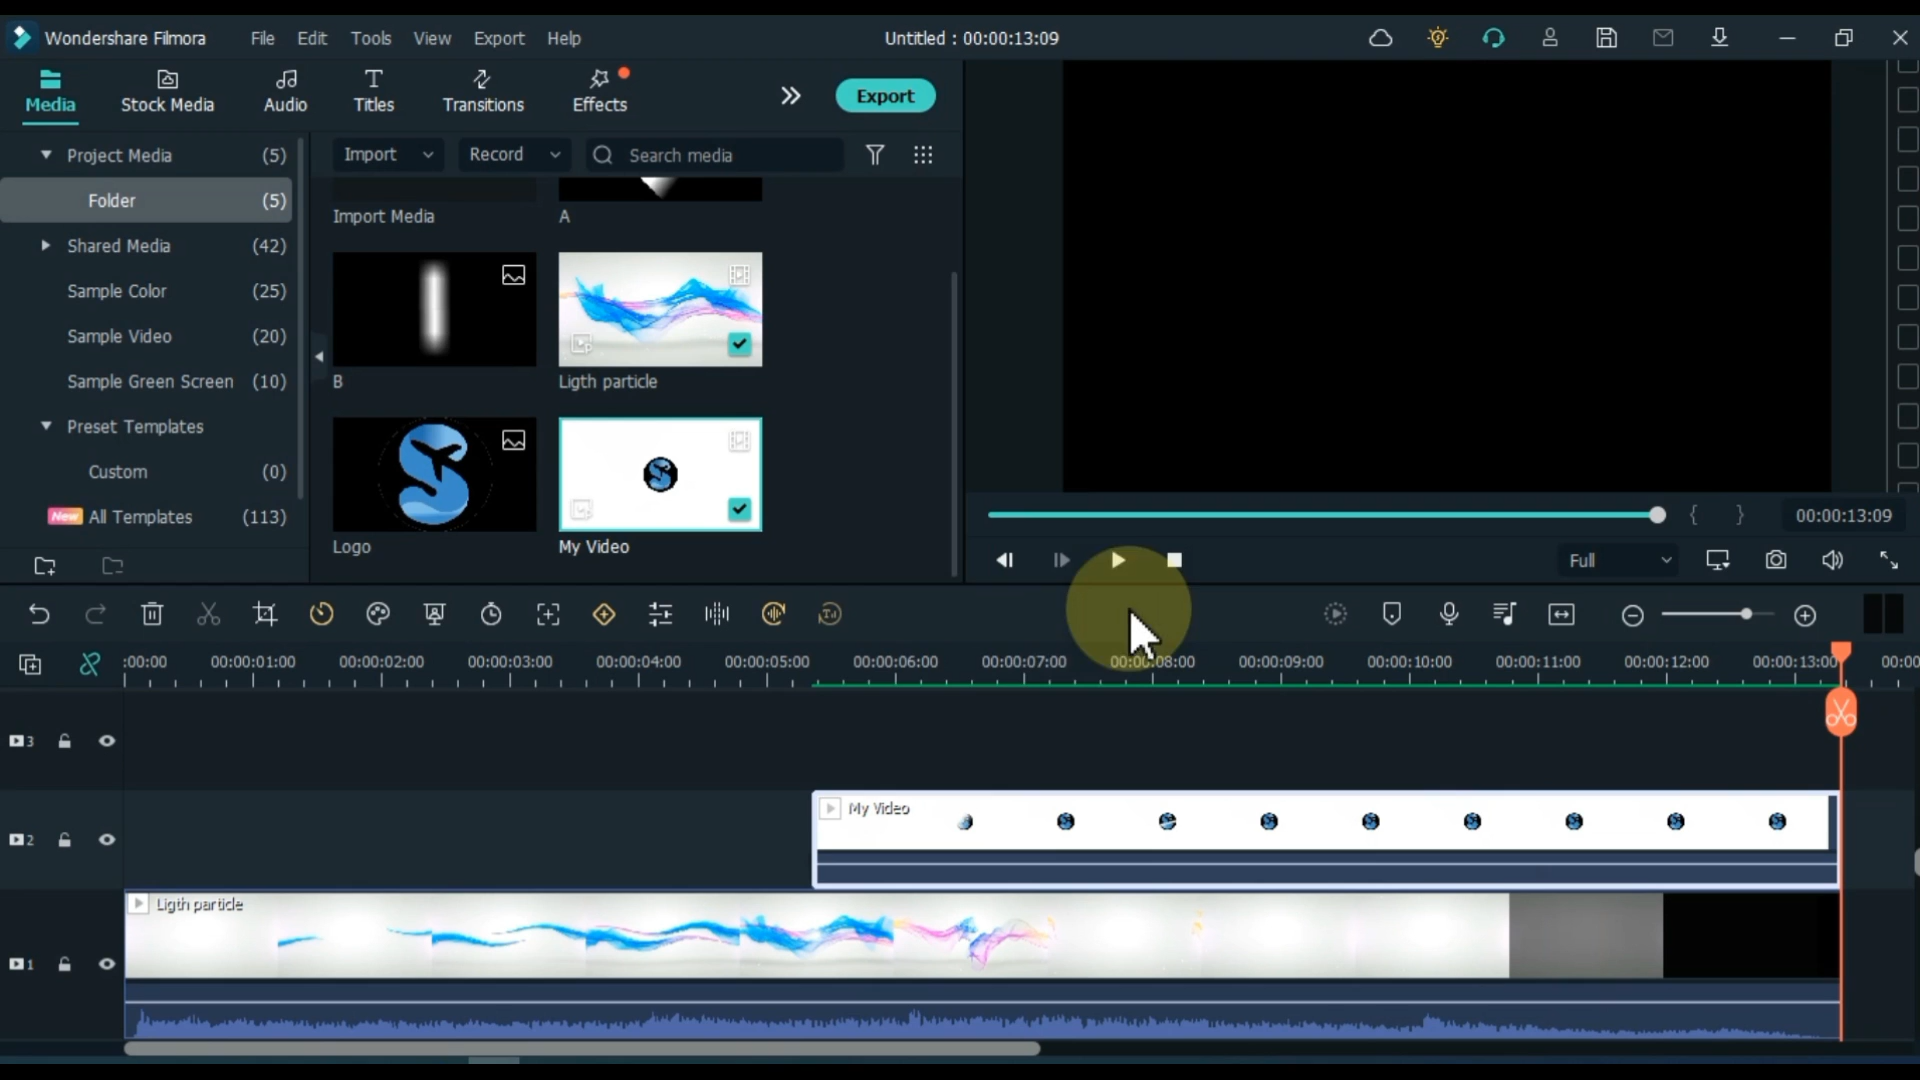 Wondershare Filmora File Edit Tools View Export Help Untitled : 00:00:13:09
Media Stock Media Audio Titles Transitions Effects Export
Project Media (5)
Folder (5)
Shared Media (42)
Sample Color (25)
Sample Video (20)
Sample Green Screen (10)
Preset Templates
Custom (0)
New All Templates (113)
Import Record Search media
Import Media A
B Ligth particle
Logo My Video
00:00:13:09
Full
:00:00 00:00:01:00 00:00:02:00 00:00:03:00 00:00:04:00 00:00:05:00 00:00:06:00 00:00:07:00 00:00:08:00 00:00:09:00 00:00:10:00 00:00:11:00 00:00:12:00 00:00:13:00 00:00
3
2 My Video
Ligth particle
1